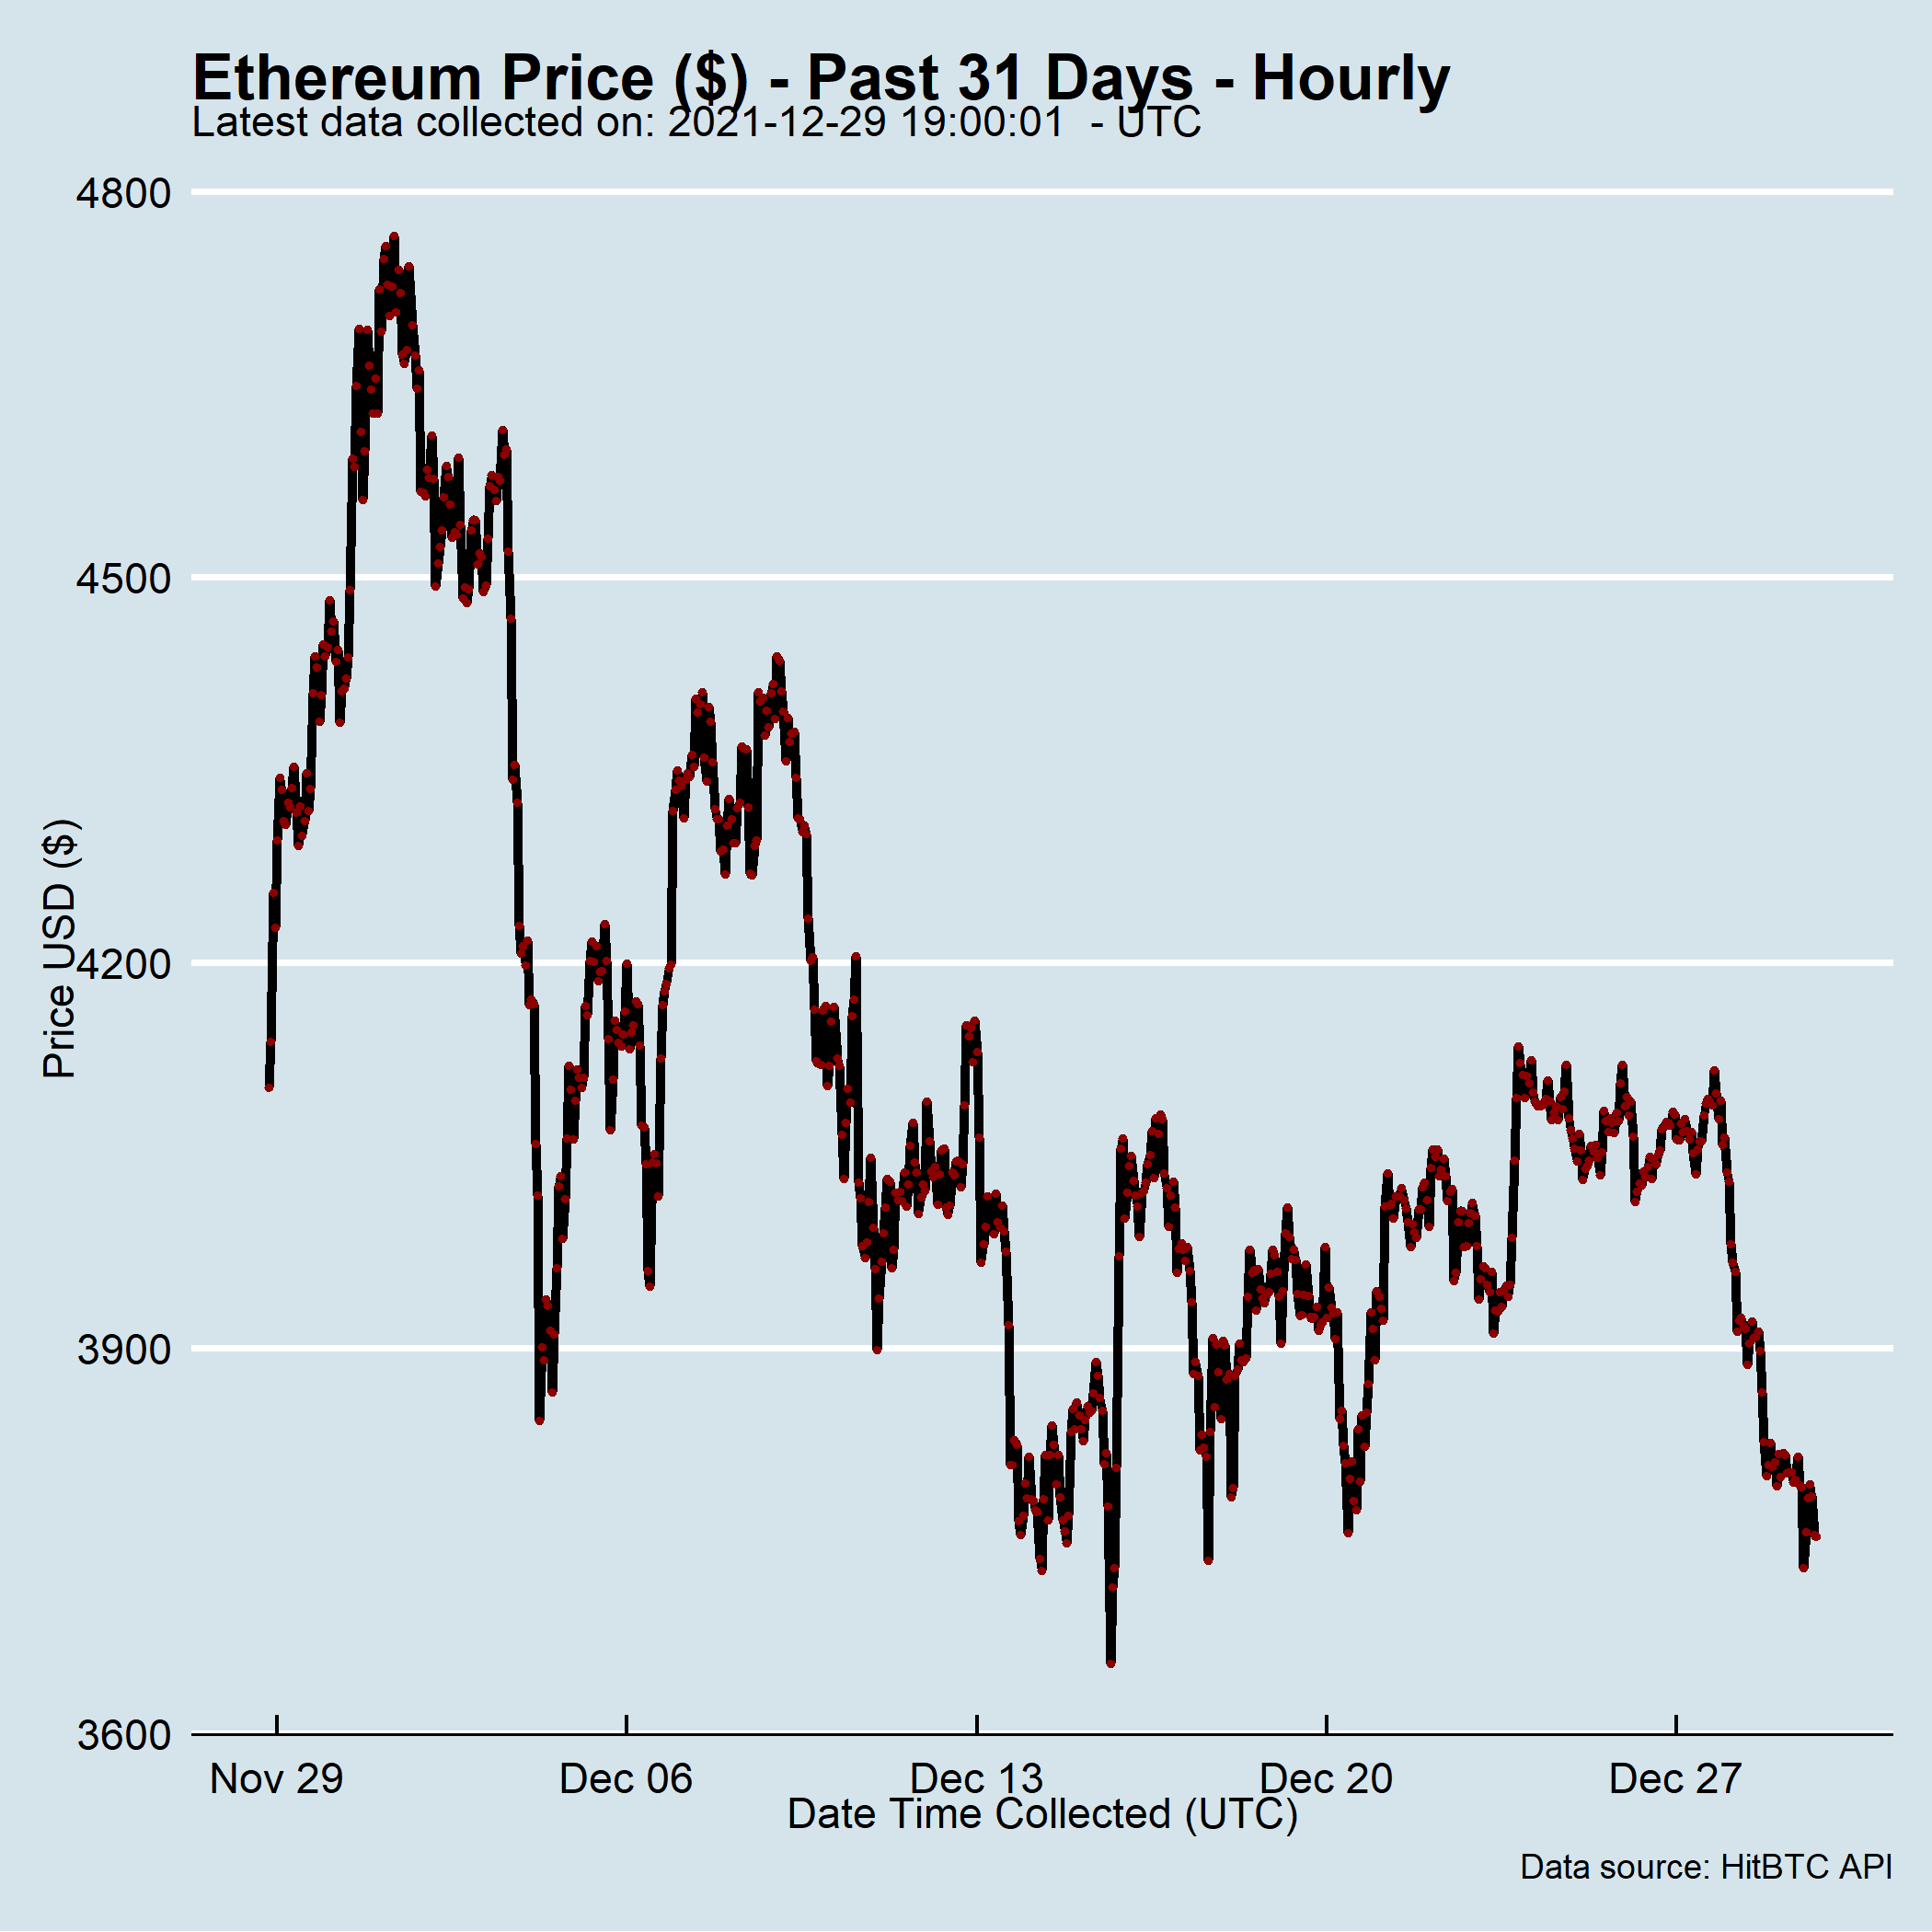 Ethereum Price ($) - Past 31 Days - Hourly
Latest data collected on: 2021-12-29 19:00:01  - UTC
4800
4500
4200
3900
3600
Price USD ($)
Nov 29
Dec 06
Dec 13
Dec 20
Dec 27
Date Time Collected (UTC)
Data source: HitBTC API